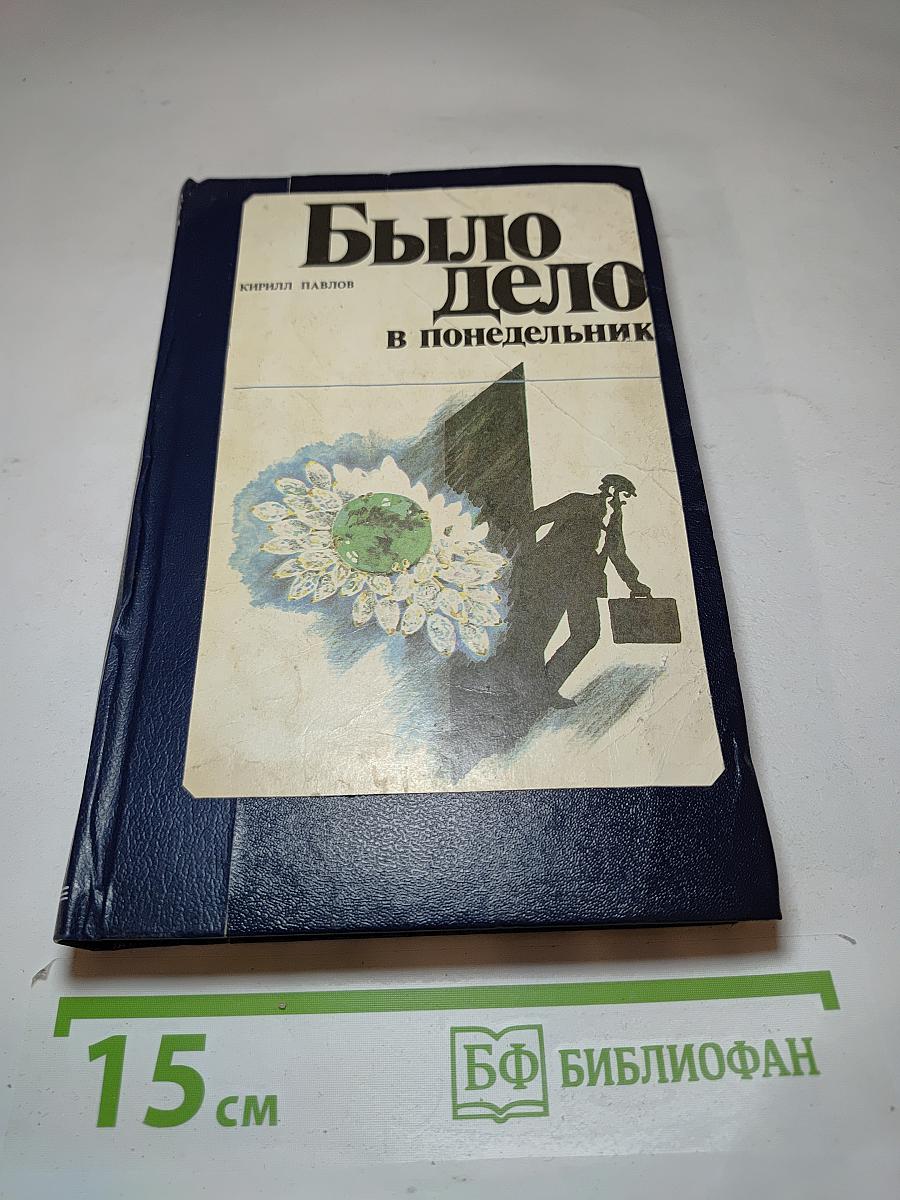 Было
КИРИЛЛ ПАВЛОВ
дело
в понедельник
15 см
БФ БИБЛИОФАН